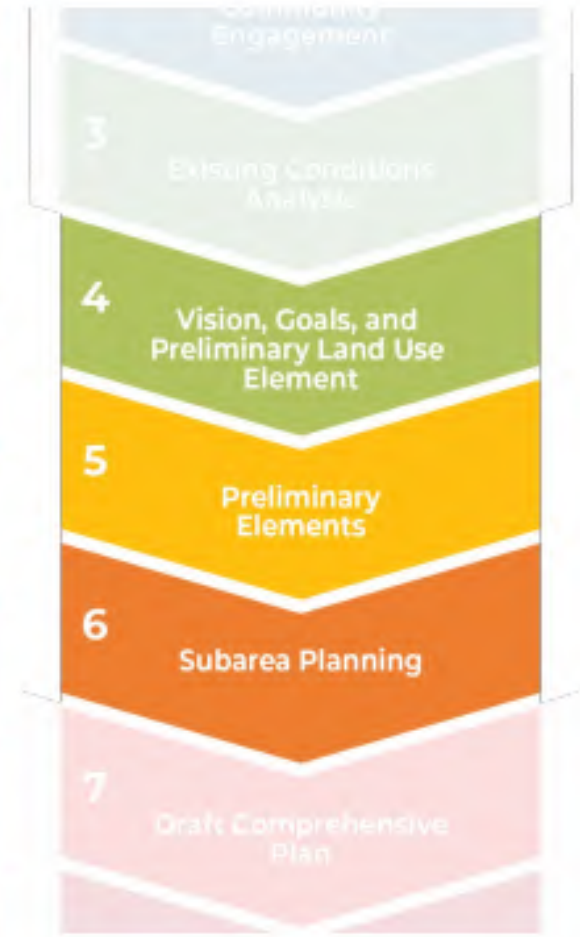 Community
Engagement
3
Existing Conditions
Analysis
4
Vision, Goals, and
Preliminary Land Use
Element
5
Preliminary
Elements
6
Subarea Planning
7
Draft Comprehensive
Plan